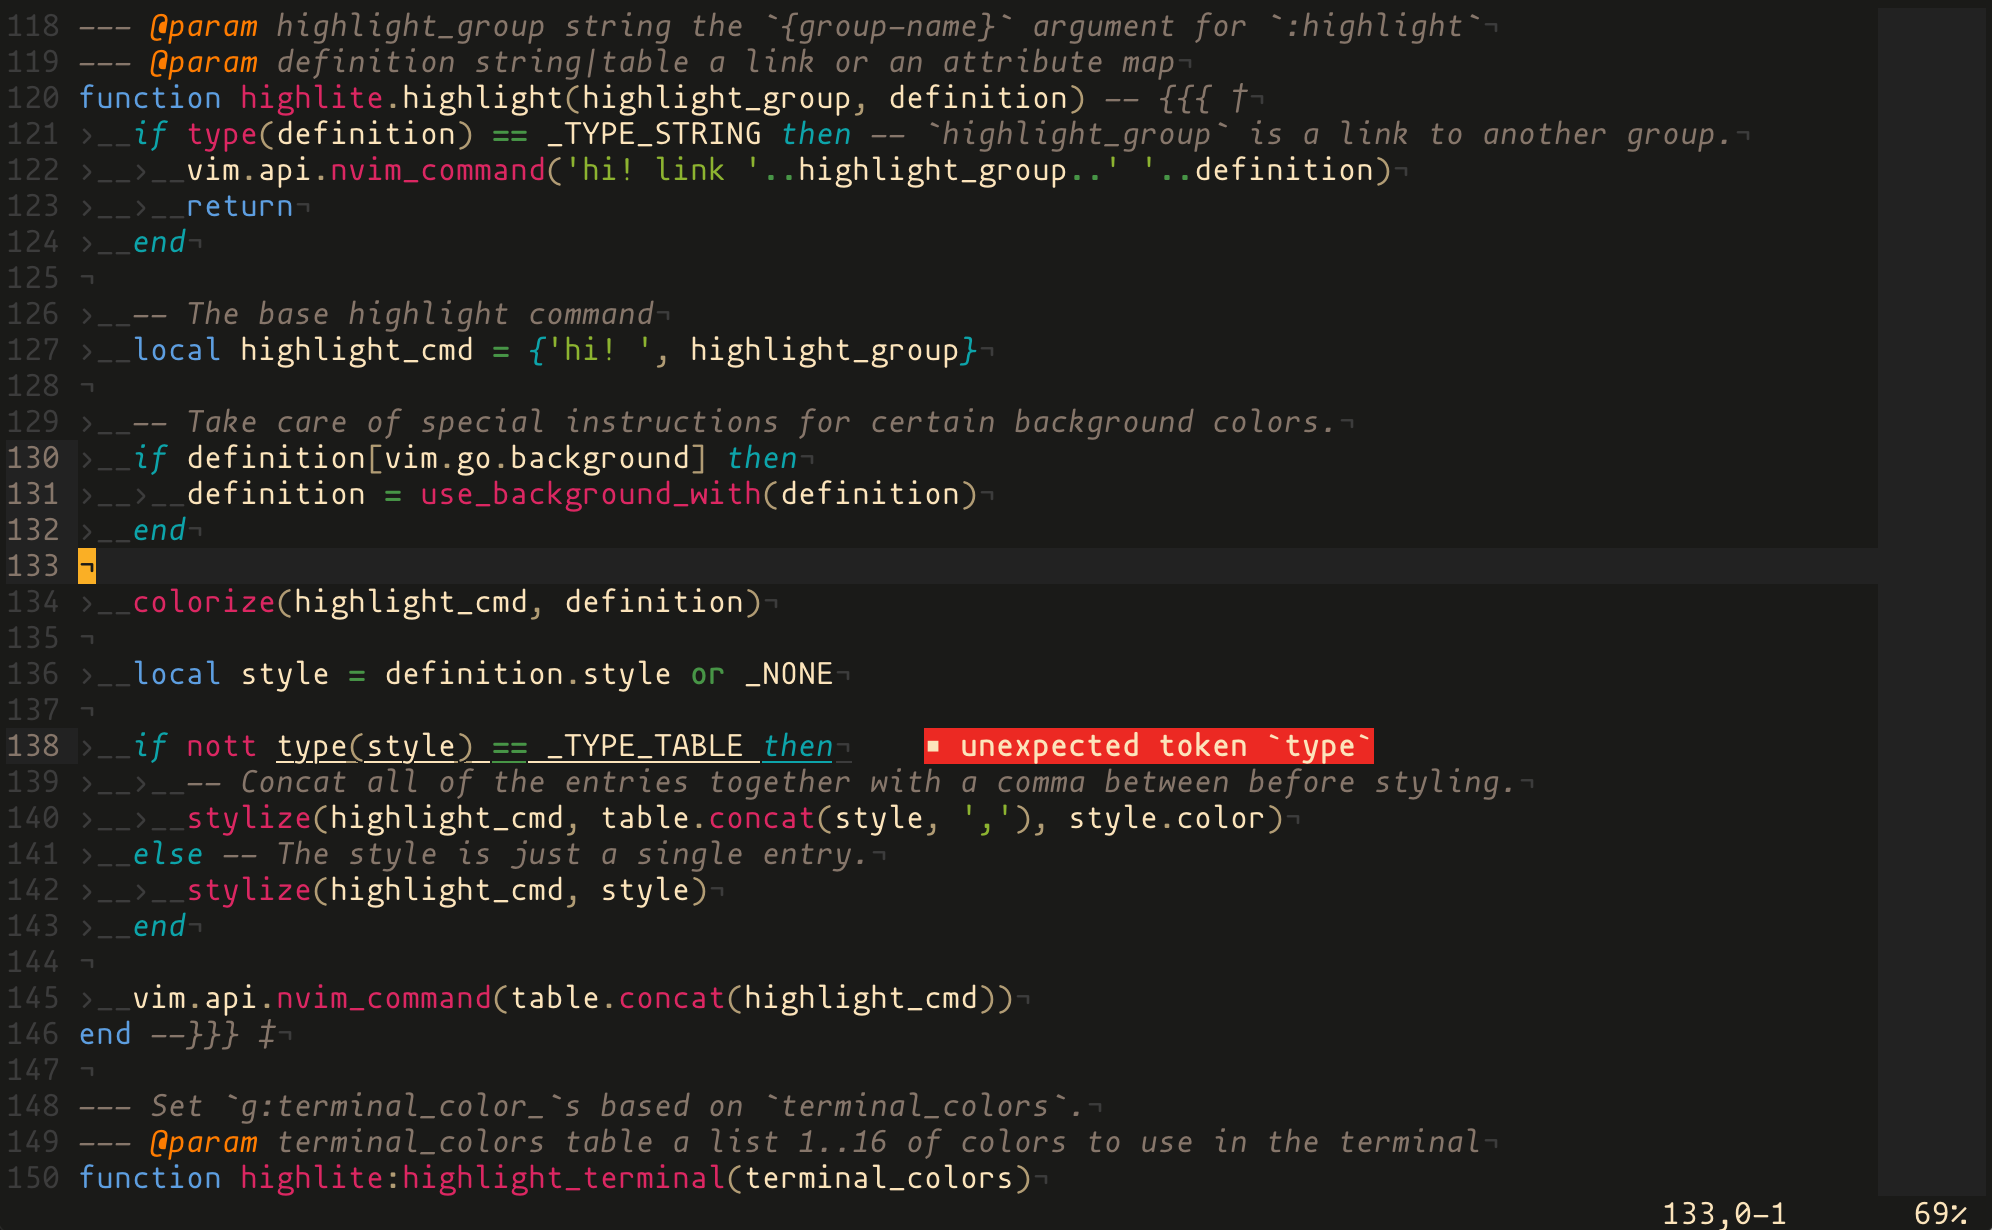 118 --- @param highlight_group string the `{group-name}` argument for `:highlight`¬
119 --- @param definition string|table a link or an attribute map¬
120 function highlite.highlight(highlight_group, definition) -- {{{ †¬
121 ›__if type(definition) == _TYPE_STRING then -- `highlight_group` is a link to another group.¬
122 ›__›__vim.api.nvim_command('hi! link '..highlight_group..' '..definition)¬
123 ›__›__return¬
124 ›__end¬
125 ¬
126 ›__-- The base highlight command¬
127 ›__local highlight_cmd = {'hi! ', highlight_group}¬
128 ¬
129 ›__-- Take care of special instructions for certain background colors.¬
130 ›__if definition[vim.go.background] then¬
131 ›__›__definition = use_background_with(definition)¬
132 ›__end¬
133 ¬
134 ›__colorize(highlight_cmd, definition)¬
135 ¬
136 ›__local style = definition.style or _NONE¬
137 ¬
138 ›__if nott type(style) == _TYPE_TABLE then¬ ▪ unexpected token `type`
139 ›__›__-- Concat all of the entries together with a comma between before styling.¬
140 ›__›__stylize(highlight_cmd, table.concat(style, ','), style.color)¬
141 ›__else -- The style is just a single entry.¬
142 ›__›__stylize(highlight_cmd, style)¬
143 ›__end¬
144 ¬
145 ›__vim.api.nvim_command(table.concat(highlight_cmd))¬
146 end --}}} ‡¬
147 ¬
148 --- Set `g:terminal_color_`s based on `terminal_colors`.¬
149 --- @param terminal_colors table a list 1..16 of colors to use in the terminal¬
150 function highlite:highlight_terminal(terminal_colors)¬
133,0-1 69%